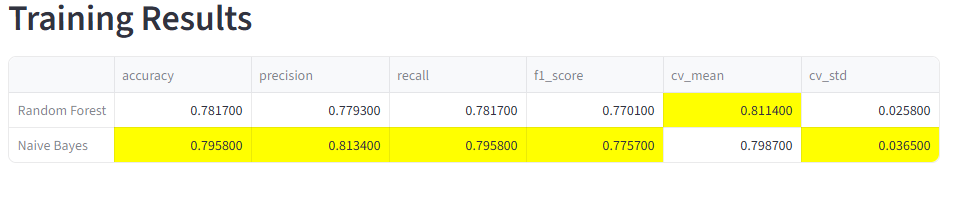 Training Results
accuracy precision recall f1_score cv_mean cv_std
Random Forest 0.781700 0.779300 0.781700 0.770100 0.811400 0.025800
Naive Bayes 0.795800 0.813400 0.795800 0.775700 0.798700 0.036500